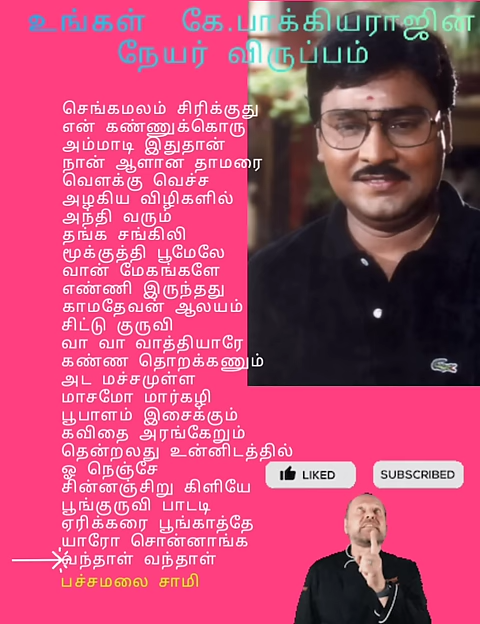 உங்கள் கே.பாக்கியராஜின்
நேயர் விருப்பம்
செங்கமலம் சிரிக்குது
என் கண்ணுக்கொரு
அம்மாடி இதுதான்
நான் ஆளான தாமரை
வெளக்கு வெச்ச
அழகிய விழிகளில்
அந்தி வரும்
தங்க சங்கிலி
மூக்குத்தி பூமேலே
வான் மேகங்களே
எண்ணி இருந்தது
காமதேவன் ஆலயம்
சிட்டு குருவி
வா வா வாத்தியாரே
கண்ண தொறக்கணும்
அட மச்சமுள்ள
மாசமோ மார்கழி
பூபாளம் இசைக்கும்
கவிதை அரங்கேறும்
தென்றலது உன்னிடத்தில்
ஓ நெஞ்சே
சின்னஞ்சிறு கிளியே
பூங்குருவி பாடடி
ஏரிக்கரை பூங்காத்தே
யாரோ சொன்னாங்க
வந்தாள் வந்தாள்
பச்சமலை சாமி
LIKED
SUBSCRIBED